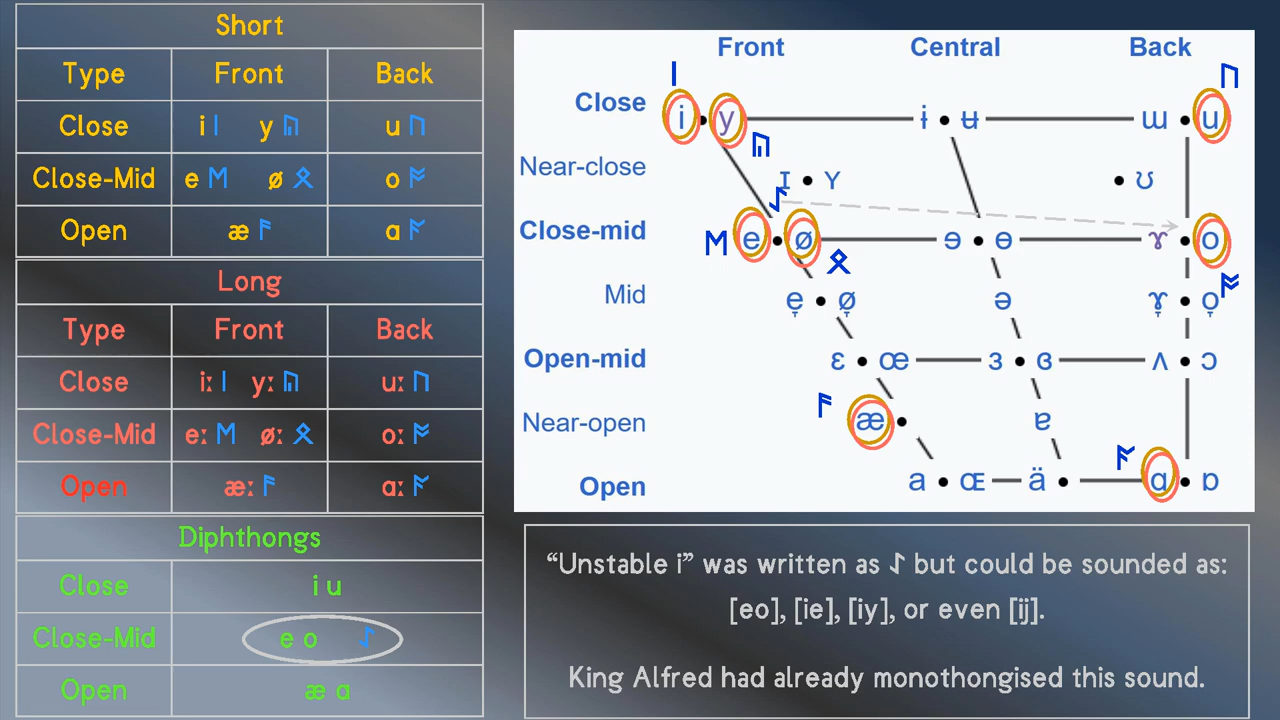 Short
Type Front Back
Close i ᛁ y ᚣ u ᚢ
Close-Mid e ᛖ ø ᛟ o ᚩ
Open æ ᚫ ɑ ᚪ
Long
Type Front Back
Close iː ᛁ yː ᚣ uː ᚢ
Close-Mid eː ᛖ øː ᛟ oː ᚩ
Open æː ᚫ ɑː ᚪ
Diphthongs
Close i u
Close-Mid e o ᛇ
Open æ ɑ
Front Central Back
ᛁ ᚢ
Close i • y ɨ • ʉ ɯ • u
ᚣ
Near-close ɪ • ʏ • ʊ
ᛇ
Close-mid ᛖ e • ø ɘ • ɵ ɤ • o
ᛟ ᚩ
Mid e̞ • ø̞ ə ɤ̞ • o̞
Open-mid ɛ • œ ɜ • ɞ ʌ • ɔ
ᚫ
Near-open æ • ɐ
ᚪ
Open a • ɶ ä • ɑ • ɒ
“Unstable i” was written as ᛇ but could be sounded as:
[eo], [ie], [iy], or even [ij].
King Alfred had already monothongised this sound.